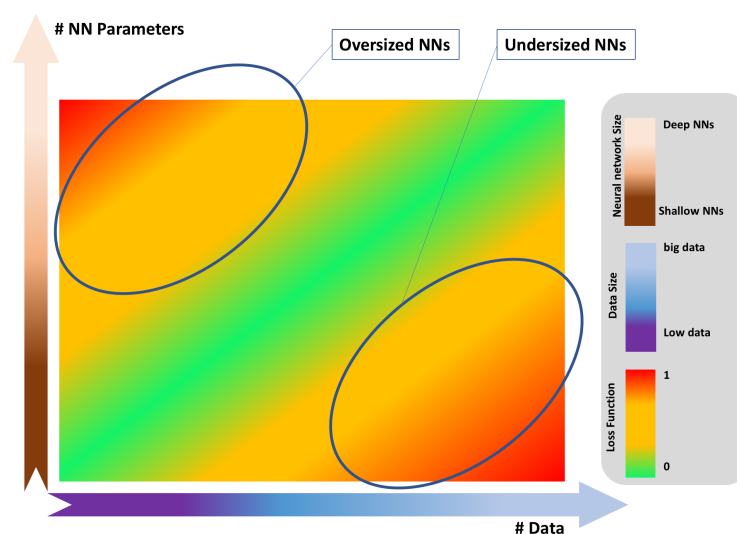 # NN Parameters
Oversized NNs
Undersized NNs
Neural network Size
Deep NNs
Shallow NNs
Data Size
big data
Low data
Loss Function
1
0
# Data